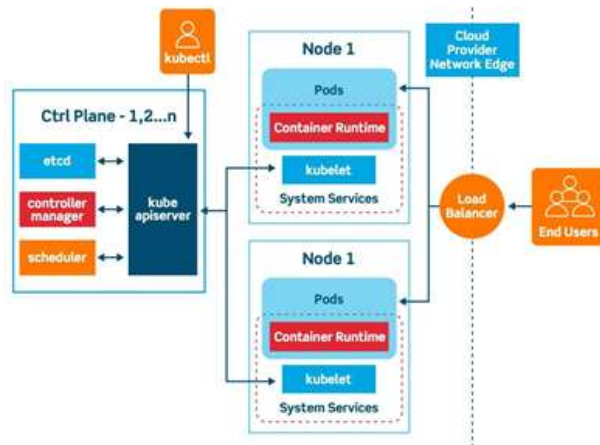 kubectl
Ctrl Plane - 1,2...n
etcd
controller
manager
scheduler
kube
apiserver
Node 1
Pods
Container Runtime
kubelet
System Services
Node 1
Pods
Container Runtime
kubelet
System Services
Cloud
Provider
Network Edge
Load
Balancer
End Users